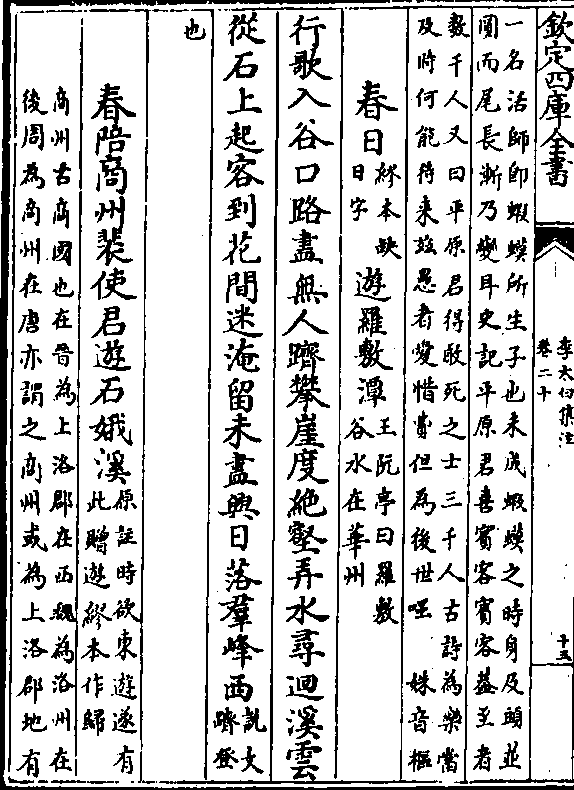 欽定四庫全書
李太白集注
卷二十
十五
一名活師即蝦蟆所生子也未成蝦蟆之時身及頭並
圓而尾長漸乃變耳史記平原君喜賓客賓客蓋至者
數千人又曰平原君得敢死之士三千人古詩為樂當
及時何能待來茲愚者愛惜費但為後世嗤 姝音樞
春日繆本缺日字遊羅敷潭王阮亭曰羅敷谷水在華州
行歌入谷口路盡無人躋攀崖度絶壑弄水尋迴溪雲
從石上起客到花間迷淹留未盡興日落羣峰西說文躋登
也
春陪商州裴使君遊石娥溪原註時欲東遊遂有此贈遊繆本作歸
商州古商國也在晉為上洛郡在西魏為洛州在
後周為商州在唐亦謂之商州或為上洛郡地有